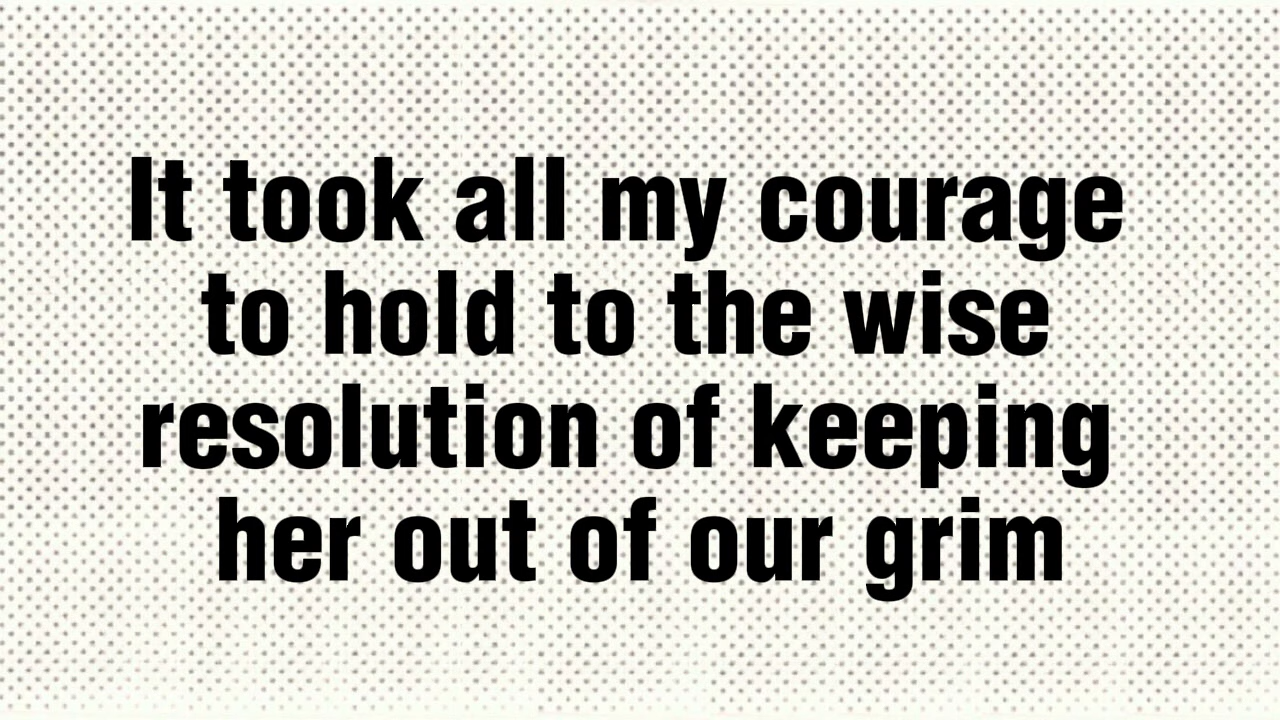 It took all my courage
to hold to the wise
resolution of keeping
her out of our grim